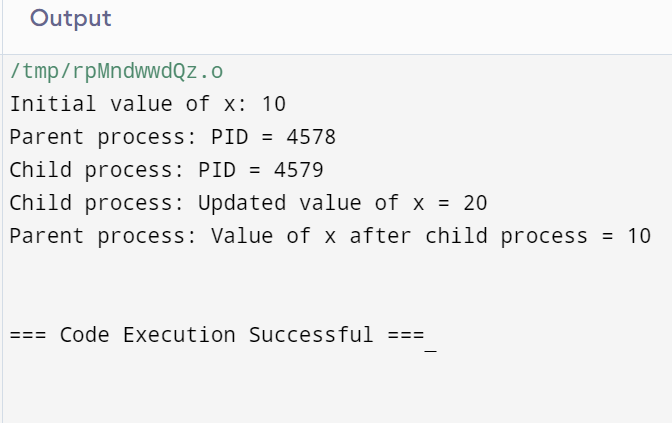 Output
/tmp/rpMndwwdQz.o
Initial value of x: 10
Parent process: PID = 4578
Child process: PID = 4579
Child process: Updated value of x = 20
Parent process: Value of x after child process = 10
=== Code Execution Successful ===_